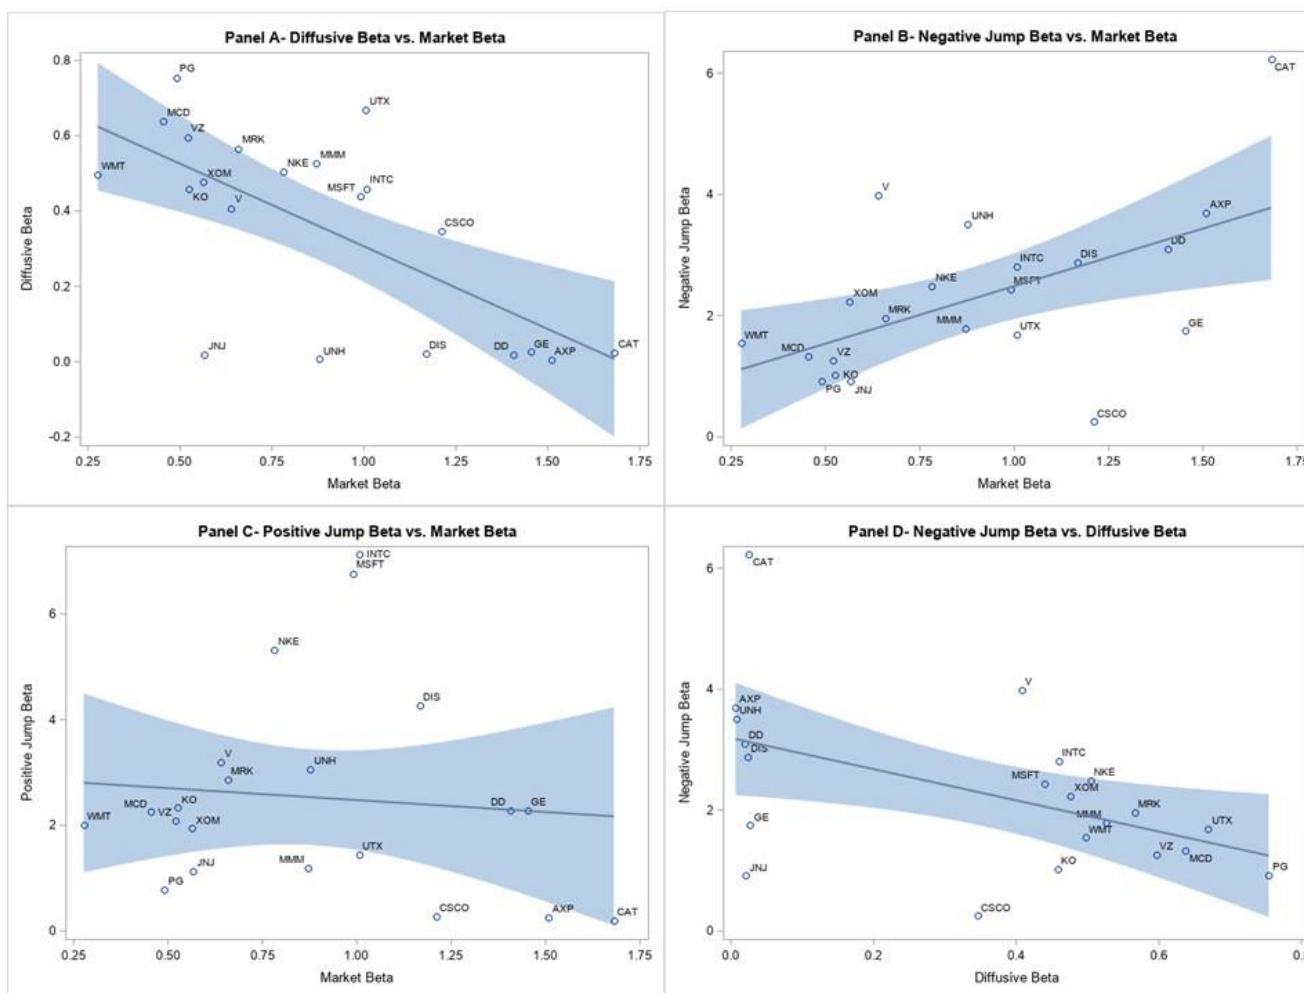 Panel A- Diffusive Beta vs. Market Beta
0.8
0.6
0.4
0.2
0.0
-0.2
Diffusive Beta
PG
UTX
MCD
VZ
MRK
MMM
NKE
WMT
XOM
INTC
MSFT
KO
V
CSCO
JNJ
UNH
DIS
DD
GE
AXP
CAT
0.25 0.50 0.75 1.00 1.25 1.50 1.75
Market Beta
Panel B- Negative Jump Beta vs. Market Beta
6
4
2
0
Negative Jump Beta
CAT
V
AXP
UNH
DD
DIS
INTC
MSFT
NKE
XOM
MRK
MMM
UTX
GE
WMT
MCD
VZ
KO
PG
JNJ
CSCO
0.25 0.50 0.75 1.00 1.25 1.50 1.75
Market Beta
Panel C- Positive Jump Beta vs. Market Beta
6
4
2
0
Positive Jump Beta
INTC
MSFT
NKE
DIS
V
UNH
MRK
MCD
KO
VZ
XOM
WMT
DD
GE
UTX
MMM
JNJ
PG
CSCO
AXP
CAT
0.25 0.50 0.75 1.00 1.25 1.50 1.75
Market Beta
Panel D- Negative Jump Beta vs. Diffusive Beta
6
4
2
0
Negative Jump Beta
CAT
V
AXP
UNH
DD
DIS
INTC
MSFT
NKE
XOM
MRK
MMM
UTX
GE
WMT
VZ
MCD
KO
PG
JNJ
CSCO
0.0 0.2 0.4 0.6
Diffusive Beta